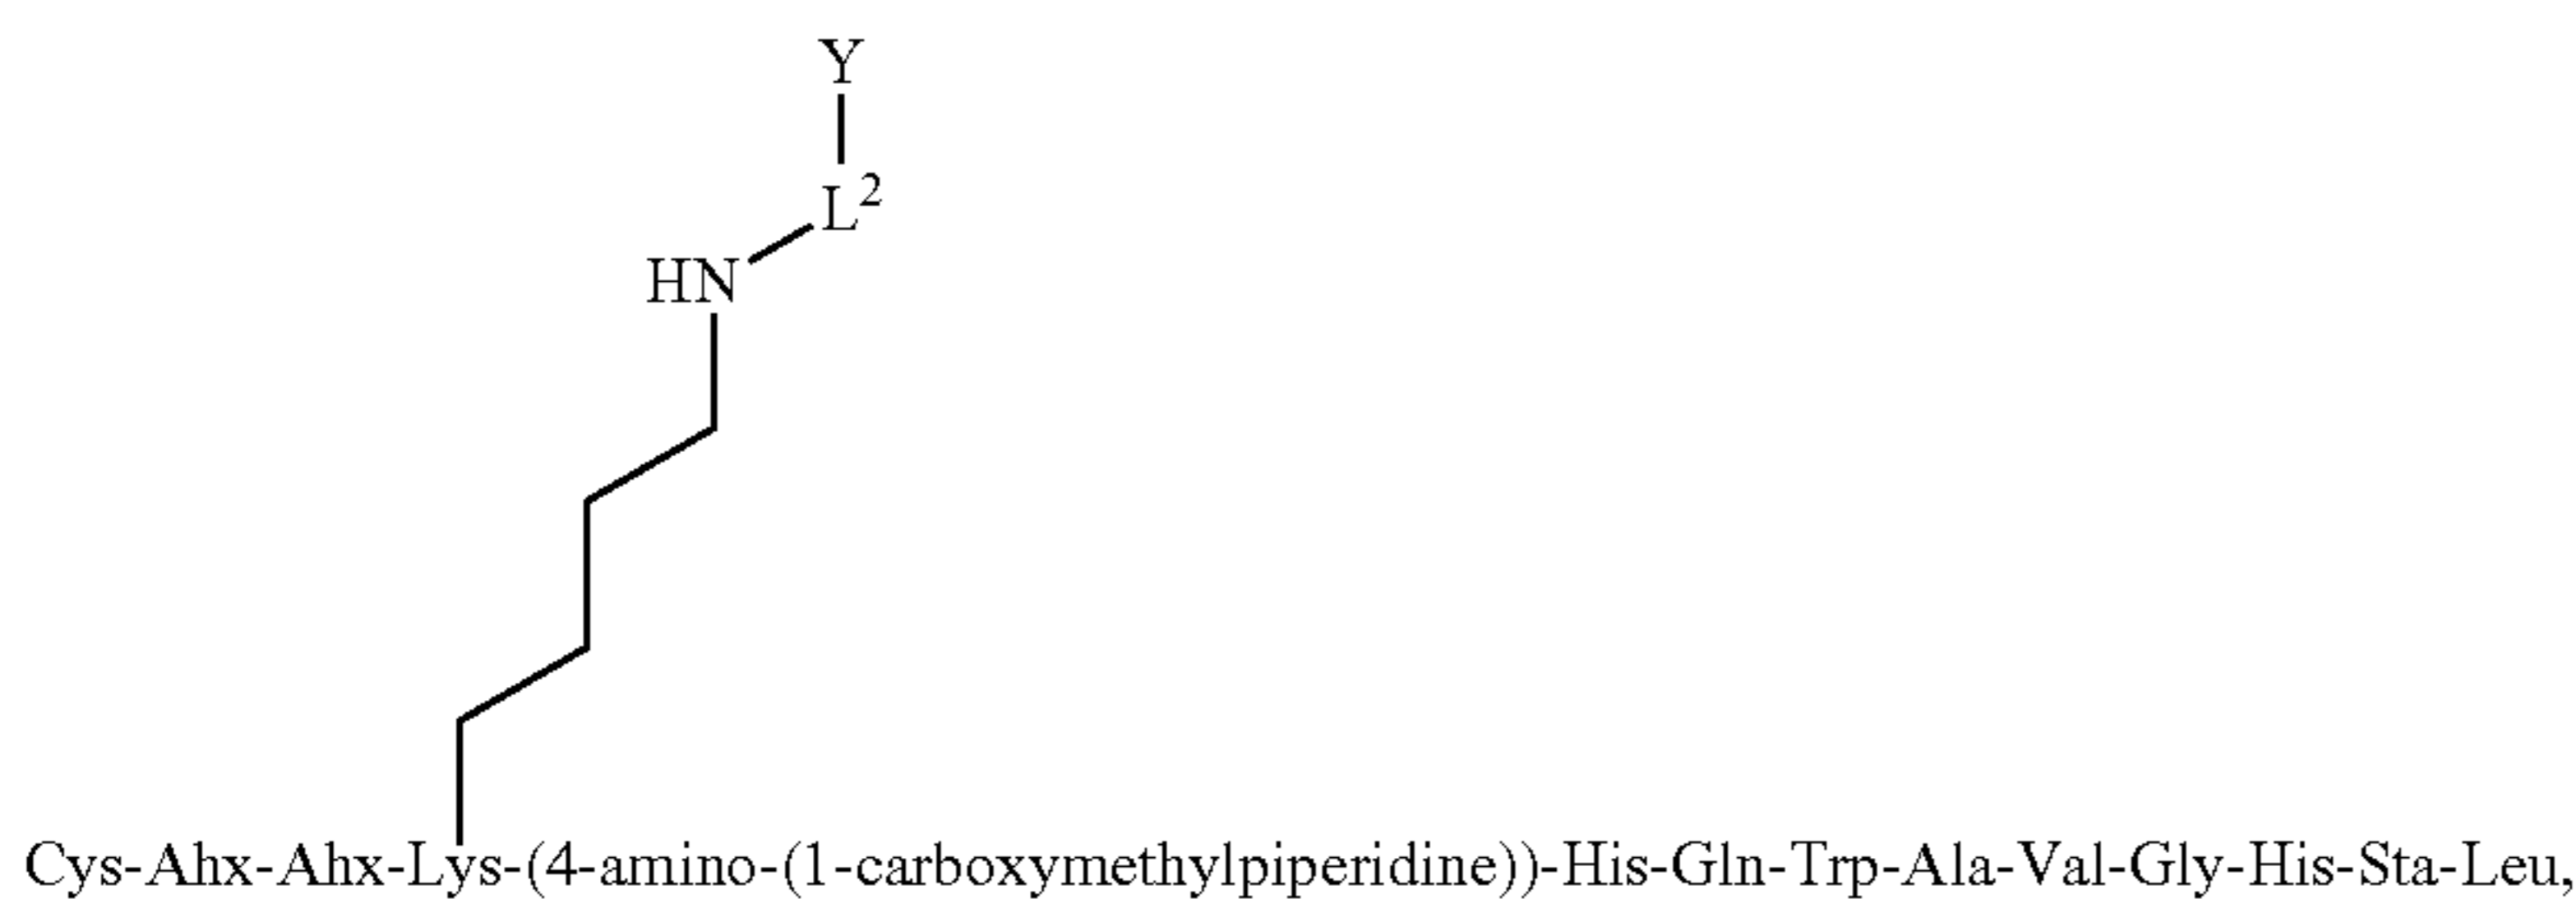 Y
L²
HN
Cys-Ahx-Ahx-Lys-(4-amino-(1-carboxymethylpiperidine))-His-Gln-Trp-Ala-Val-Gly-His-Sta-Leu,